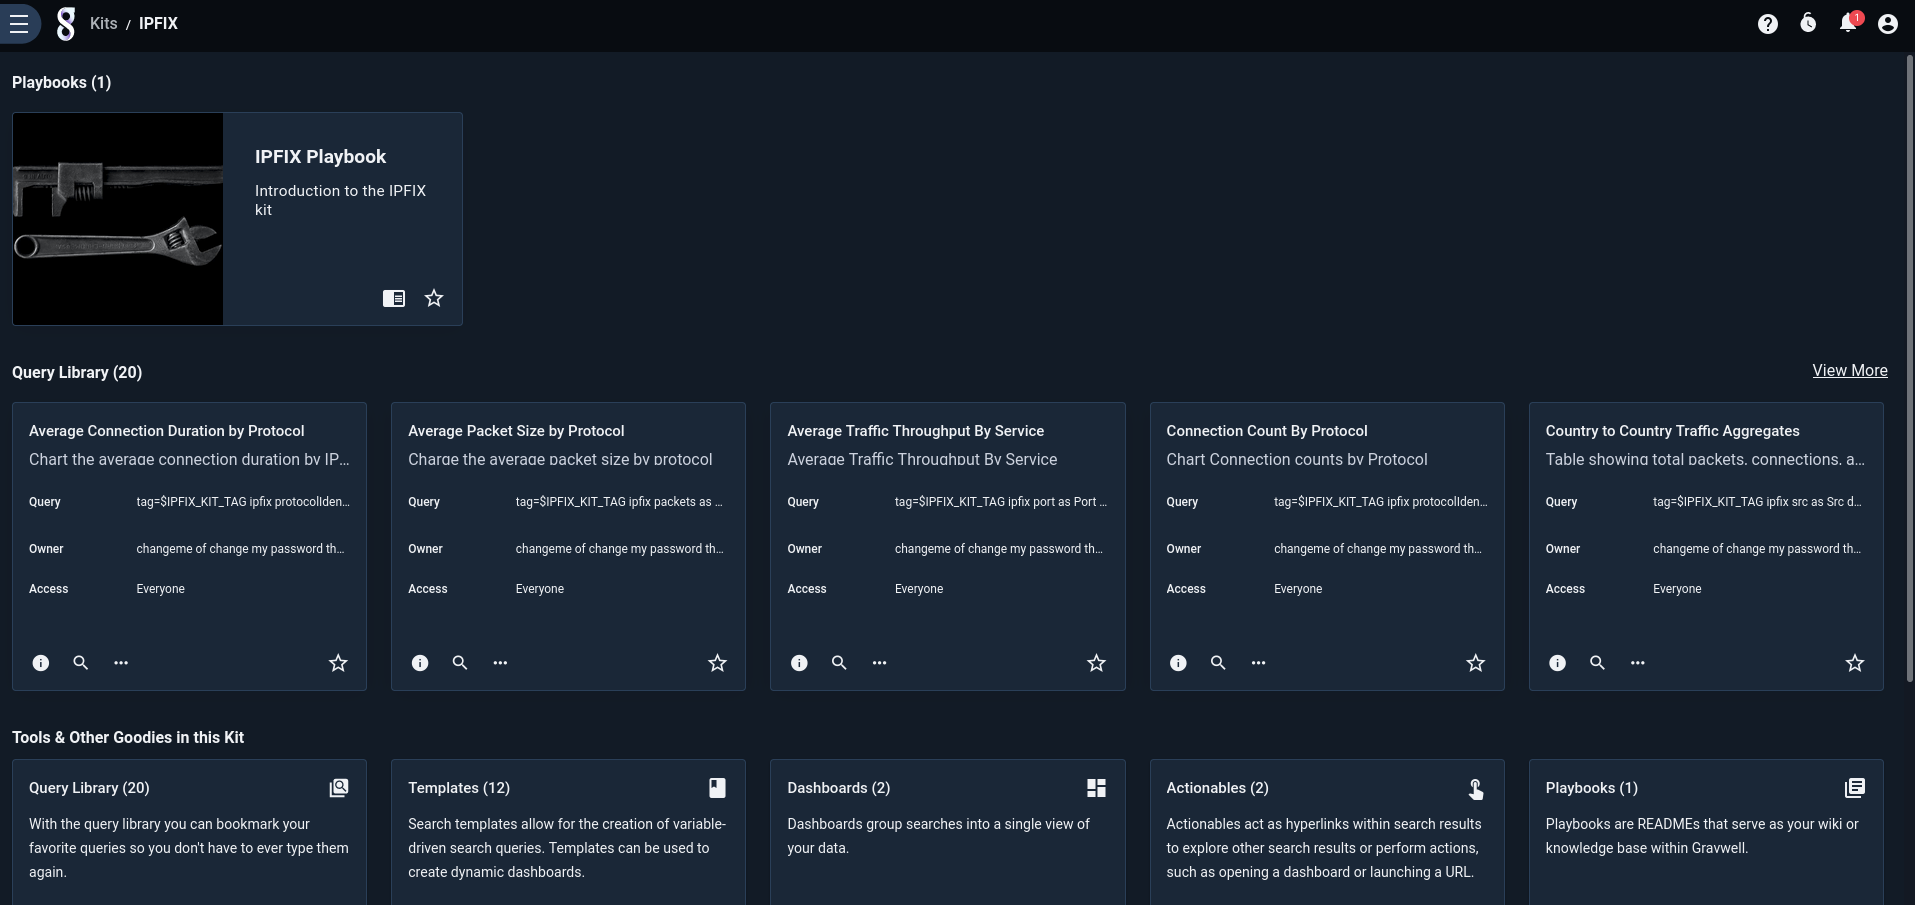 Kits / IPFIX
1
Playbooks (1)
IPFIX Playbook
Introduction to the IPFIX
kit
Query Library (20)
View More
Average Connection Duration by Protocol
Chart the average connection duration by IP…
Query tag=$IPFIX_KIT_TAG ipfix protocolIden…
Owner changeme of change my password th…
Access Everyone
Average Packet Size by Protocol
Charge the average packet size by protocol
Query tag=$IPFIX_KIT_TAG ipfix packets as …
Owner changeme of change my password th…
Access Everyone
Average Traffic Throughput By Service
Average Traffic Throughput By Service
Query tag=$IPFIX_KIT_TAG ipfix port as Port …
Owner changeme of change my password th…
Access Everyone
Connection Count By Protocol
Chart Connection counts by Protocol
Query tag=$IPFIX_KIT_TAG ipfix protocolIden…
Owner changeme of change my password th…
Access Everyone
Country to Country Traffic Aggregates
Table showing total packets, connections, a…
Query tag=$IPFIX_KIT_TAG ipfix src as Src d…
Owner changeme of change my password th…
Access Everyone
Tools & Other Goodies in this Kit
Query Library (20)
With the query library you can bookmark your
favorite queries so you don't have to ever type them
again.
Templates (12)
Search templates allow for the creation of variable-
driven search queries. Templates can be used to
create dynamic dashboards.
Dashboards (2)
Dashboards group searches into a single view of
your data.
Actionables (2)
Actionables act as hyperlinks within search results
to explore other search results or perform actions,
such as opening a dashboard or launching a URL.
Playbooks (1)
Playbooks are READMEs that serve as your wiki or
knowledge base within Gravwell.